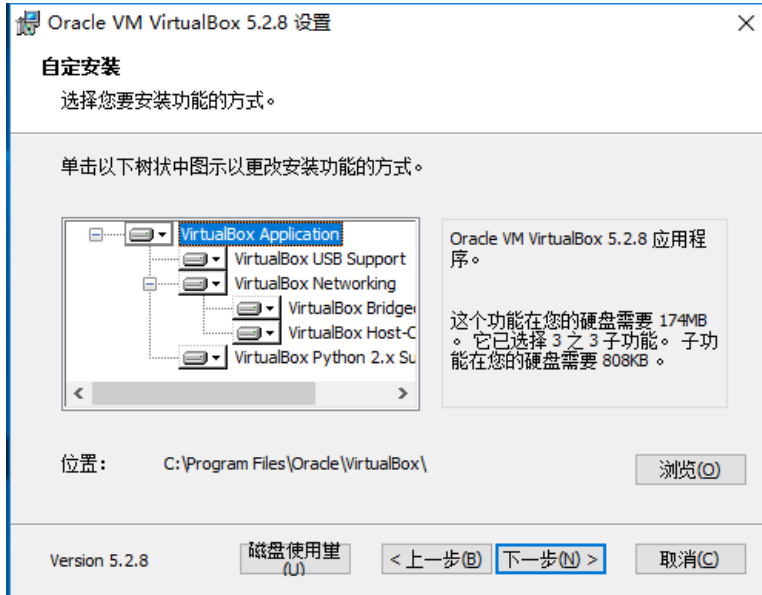 Oracle VM VirtualBox 5.2.8 设置
自定安装
选择您要安装功能的方式。
单击以下树状中图示以更改安装功能的方式。
VirtualBox Application
VirtualBox USB Support
VirtualBox Networking
VirtualBox Bridge
VirtualBox Host-C
VirtualBox Python 2.x Su
Oracle VM VirtualBox 5.2.8 应用程
序。
这个功能在您的硬盘需要 174MB
。 它已选择 3 之 3 子功能。 子功
能在您的硬盘需要 808KB 。
位置: C:\Program Files\Oracle\VirtualBox\
浏览(O)
Version 5.2.8
磁盘使用量
(U)
< 上一步(B)
下一步(N) >
取消(C)